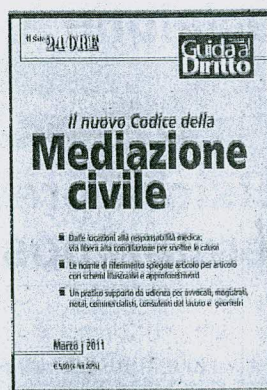 Il Sole 24 ORE
Guida al
Diritto
Il nuovo Codice della
Mediazione
civile
Dalle locazioni alla responsabilità medica:
via libera alla conciliazione per snellire le cause
Le norme di riferimento spiegate articolo per articolo
con schemi illustrativi e approfondimenti
Un pratico supporto da udienza per avvocati, magistrati,
notai, commercialisti, consulenti del lavoro e geometri
Marzo 2011